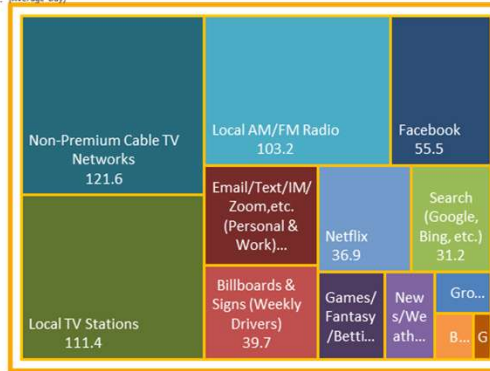 Average Day)
Non-Premium Cable TV
Networks
121.6
Local TV Stations
111.4
Local AM/FM Radio
103.2
Facebook
55.5
Email/Text/IM/
Zoom,etc.
(Personal &
Work)...
Billboards &
Signs (Weekly
Drivers)
39.7
Netflix
36.9
Search
(Google,
Bing, etc.)
31.2
Games/
Fantasy
/Betti...
New
s/We
ath...
Gro...
B...
G